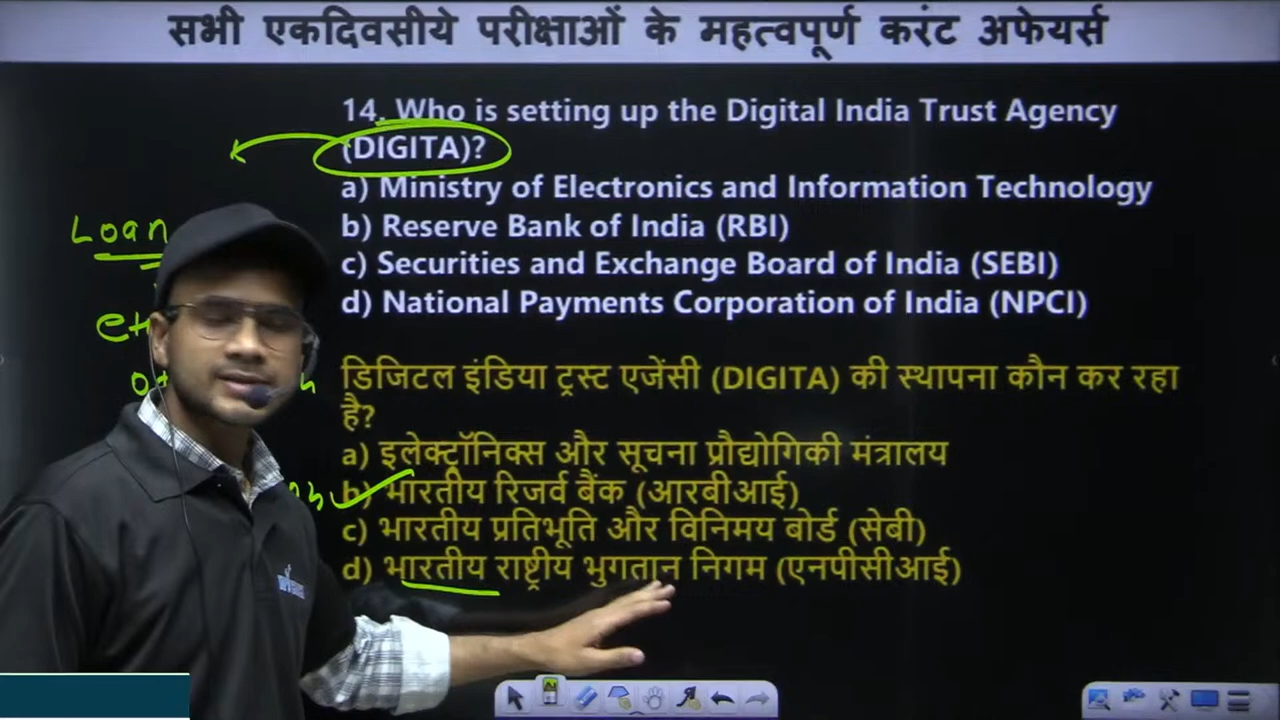 सभी एकदिवसीये परीक्षाओं के महत्वपूर्ण करंट अफेयर्स
14. Who is setting up the Digital India Trust Agency
(DIGITA)?
a) Ministry of Electronics and Information Technology
b) Reserve Bank of India (RBI)
c) Securities and Exchange Board of India (SEBI)
d) National Payments Corporation of India (NPCI)
Loan
डिजिटल इंडिया ट्रस्ट एजेंसी (DIGITA) की स्थापना कौन कर रहा
है?
a) इलेक्ट्रॉनिक्स और सूचना प्रौद्योगिकी मंत्रालय
b) भारतीय रिजर्व बैंक (आरबीआई)
c) भारतीय प्रतिभूति और विनिमय बोर्ड (सेबी)
d) भारतीय राष्ट्रीय भुगतान निगम (एनपीसीआई)